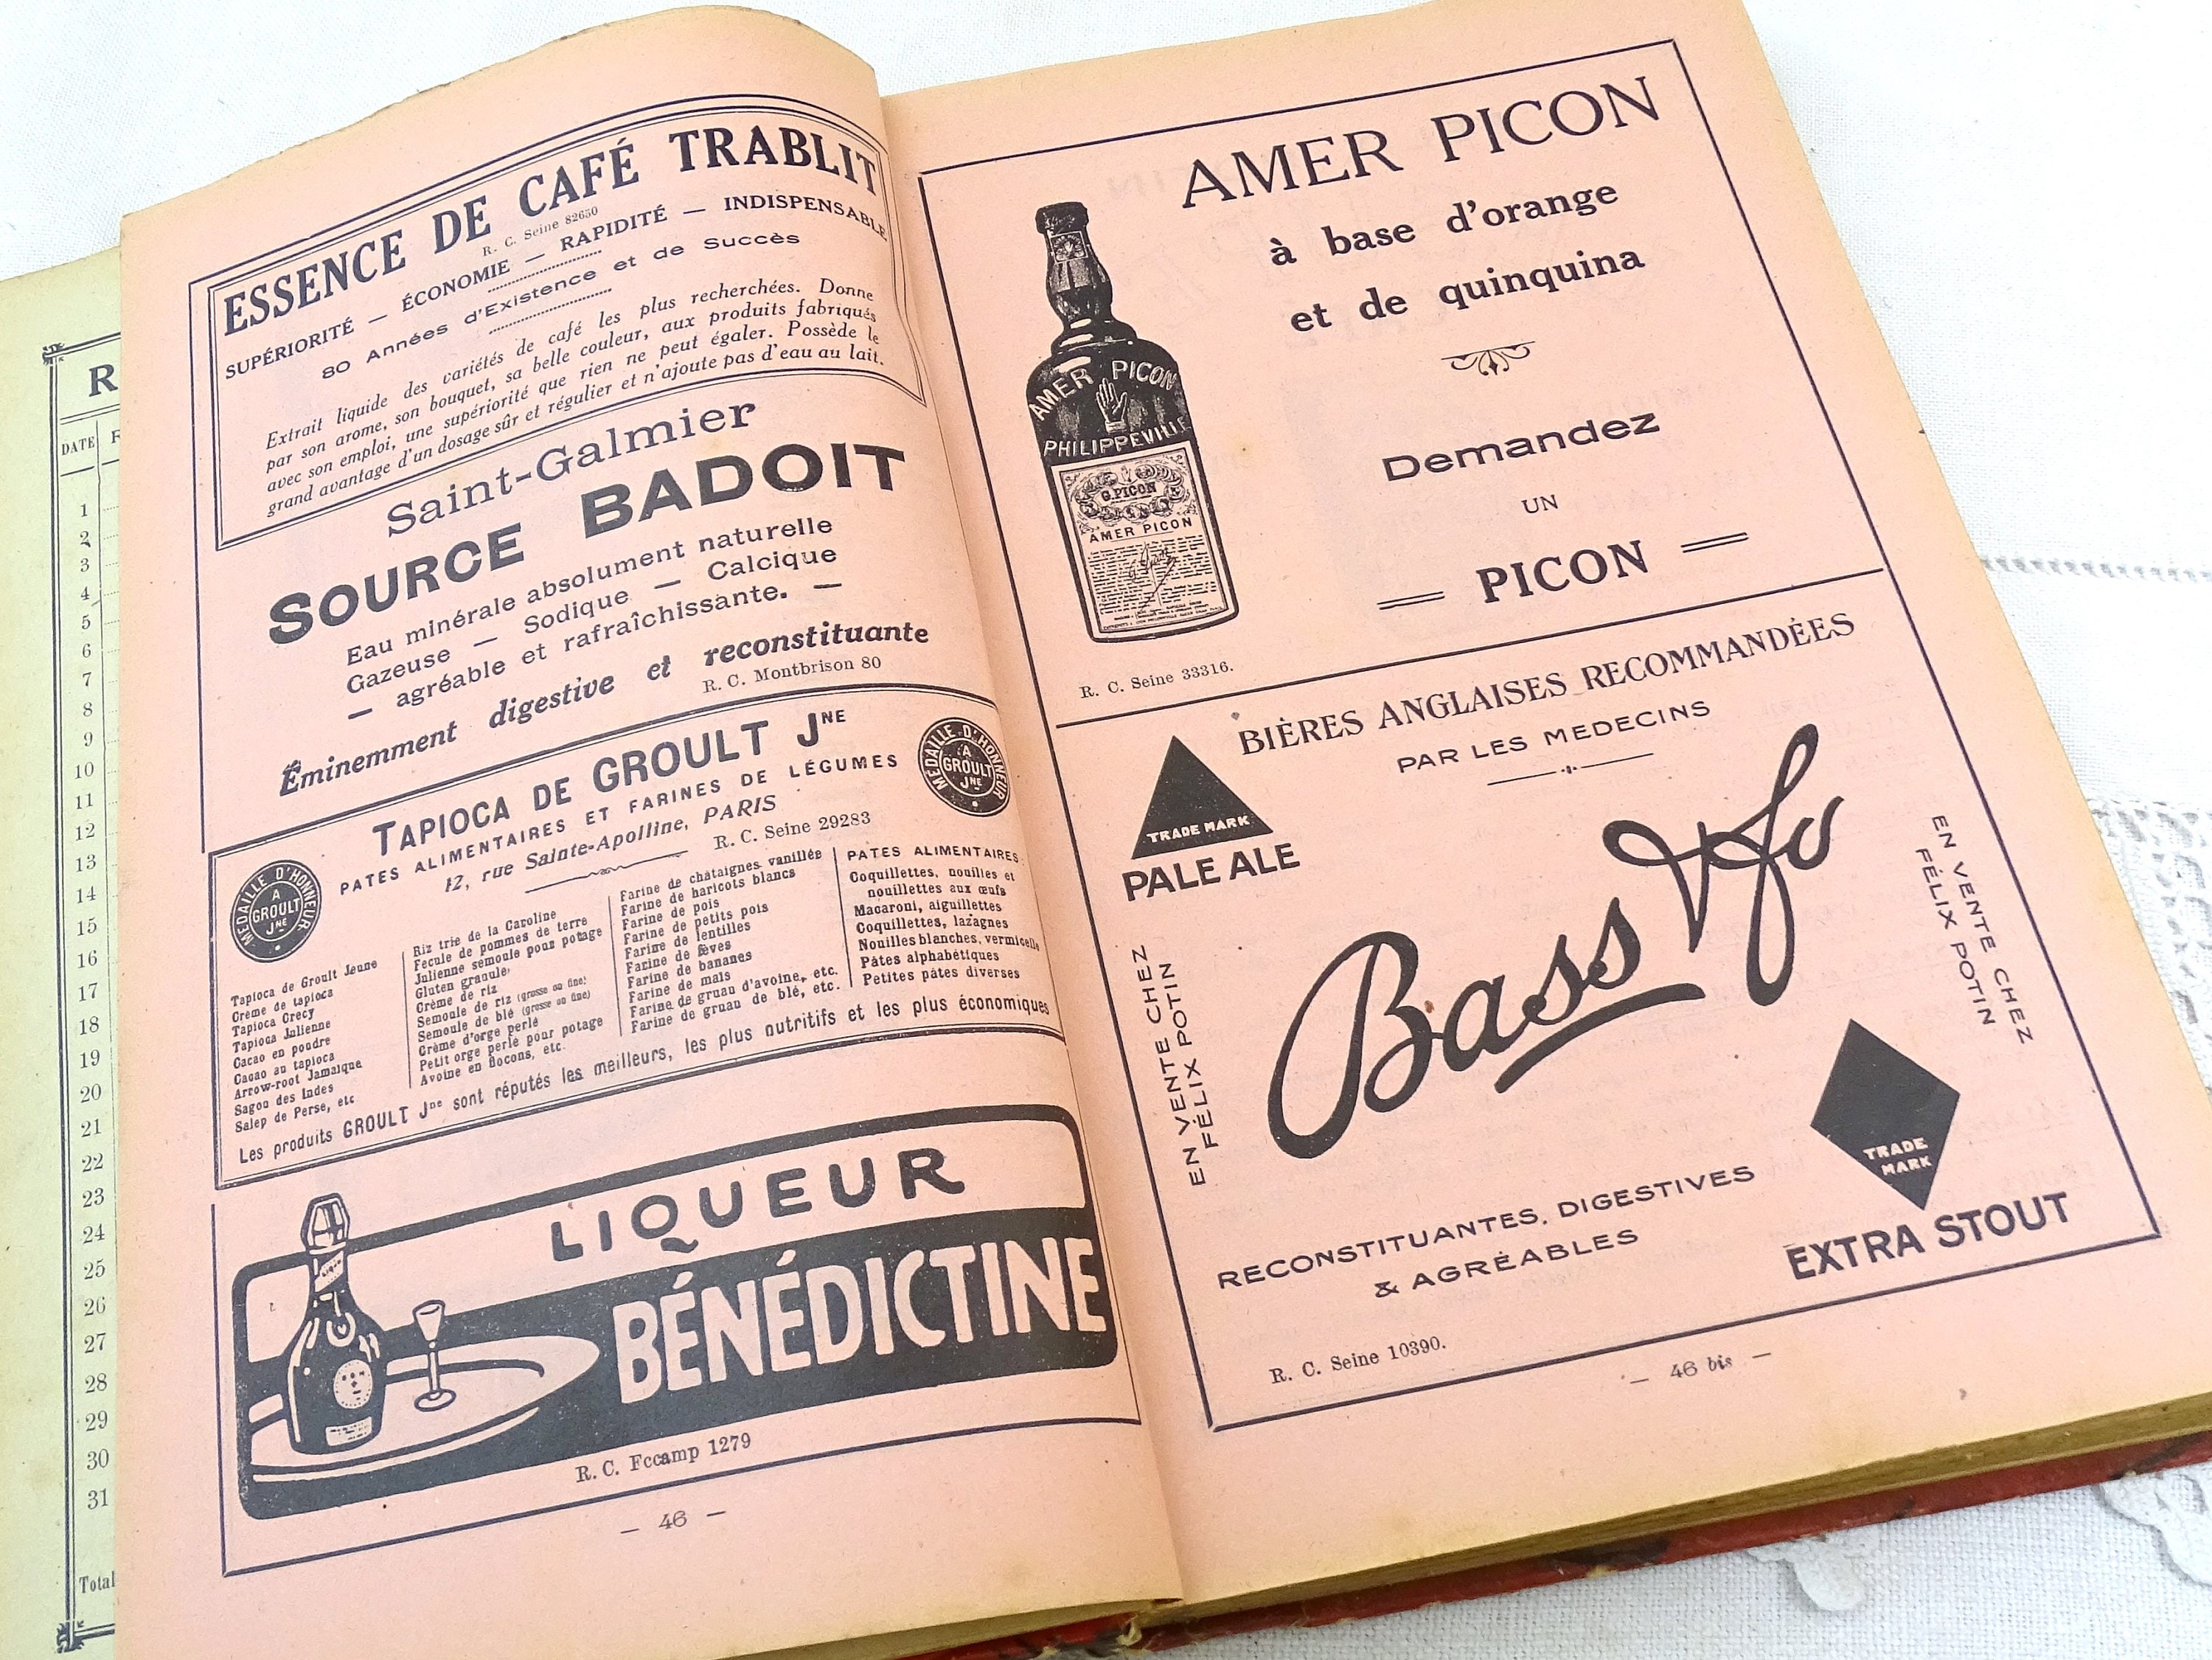 R
DATE
F
1
2
3
4
5
6
7
8
9
10
11
12
13
14
15
16
17
18
19
20
21
22
23
24
25
26
27
28
29
30
31
Total
ESSENCE DE CAFÉ TRABLIT
R. C. Seine 82650
SUPÉRIORITÉ — ÉCONOMIE — RAPIDITÉ — INDISPENSABLE
80 Années d'Existence et de Succès
Extrait liquide des variétés de café les plus recherchées. Donne
par son arome, son bouquet, sa belle couleur, aux produits fabriqués
avec son emploi, une supériorité que rien ne peut égaler. Possède le
grand avantage d'un dosage sûr et régulier et n'ajoute pas d'eau au lait.
Saint-Galmier
SOURCE BADOIT
Eau minérale absolument naturelle
Gazeuse — Sodique — Calcique
— agréable et rafraîchissante. —
Éminemment digestive et reconstituante
R. C. Montbrison 80
TAPIOCA DE GROULT JNE
PATES ALIMENTAIRES ET FARINES DE LÉGUMES
12, rue Sainte-Apolline, PARIS
R. C. Seine 29283
MEDAILLE D'HONNEUR
A
GROULT
JNE
MEDAILLE D'HONNEUR
A
GROULT
JNE
Tapioca de Groult Jeune
Crème de tapioca
Tapioca Crecy
Tapioca Julienne
Cacao en poudre
Cacao au tapioca
Arrow-root Jamaique
Sagou des Indes
Salep de Perse, etc
Riz trie de la Caroline
Fecule de pommes de terre
Julienne semoule pour potage
Gluten granulé
Crème de riz
Semoule de riz (grosse ou fine)
Semoule de blé (grosse ou fine)
Crème d'orge perlé
Petit orge perlé pour potage
Avoine en flocons, etc.
Farine de châtaignes vanillée
Farine de haricots blancs
Farine de pois
Farine de petits pois
Farine de lentilles
Farine de fèves
Farine de bananes
Farine de maïs
Farine de gruau d'avoine, etc.
Farine de gruau de blé, etc.
PATES ALIMENTAIRES:
Coquillettes, nouilles et
nouillettes aux œufs
Macaroni, aiguillettes
Coquillettes, lazagnes
Nouilles blanches, vermicelle
Pâtes alphabétiques
Petites pâtes diverses
Les produits GROULT Jne sont réputés les meilleurs, les plus nutritifs et les plus économiques
LIQUEUR
BÉNÉDICTINE
R. C. Fécamp 1279
— 46 —
AMER PICON
à base d'orange
et de quinquina
AMER PICON
PHILIPPEVILLE
G. PICON
AMER PICON
Demandez
UN
PICON
R. C. Seine 33316.
BIÈRES ANGLAISES RECOMMANDÉES
PAR LES MEDECINS
TRADE MARK
PALE ALE
Bass
EN VENTE CHEZ
FÉLIX POTIN
EN VENTE CHEZ
FÉLIX POTIN
TRADE
MARK
EXTRA STOUT
RECONSTITUANTES, DIGESTIVES
& AGRÉABLES
R. C. Seine 10390.
— 46 bis —